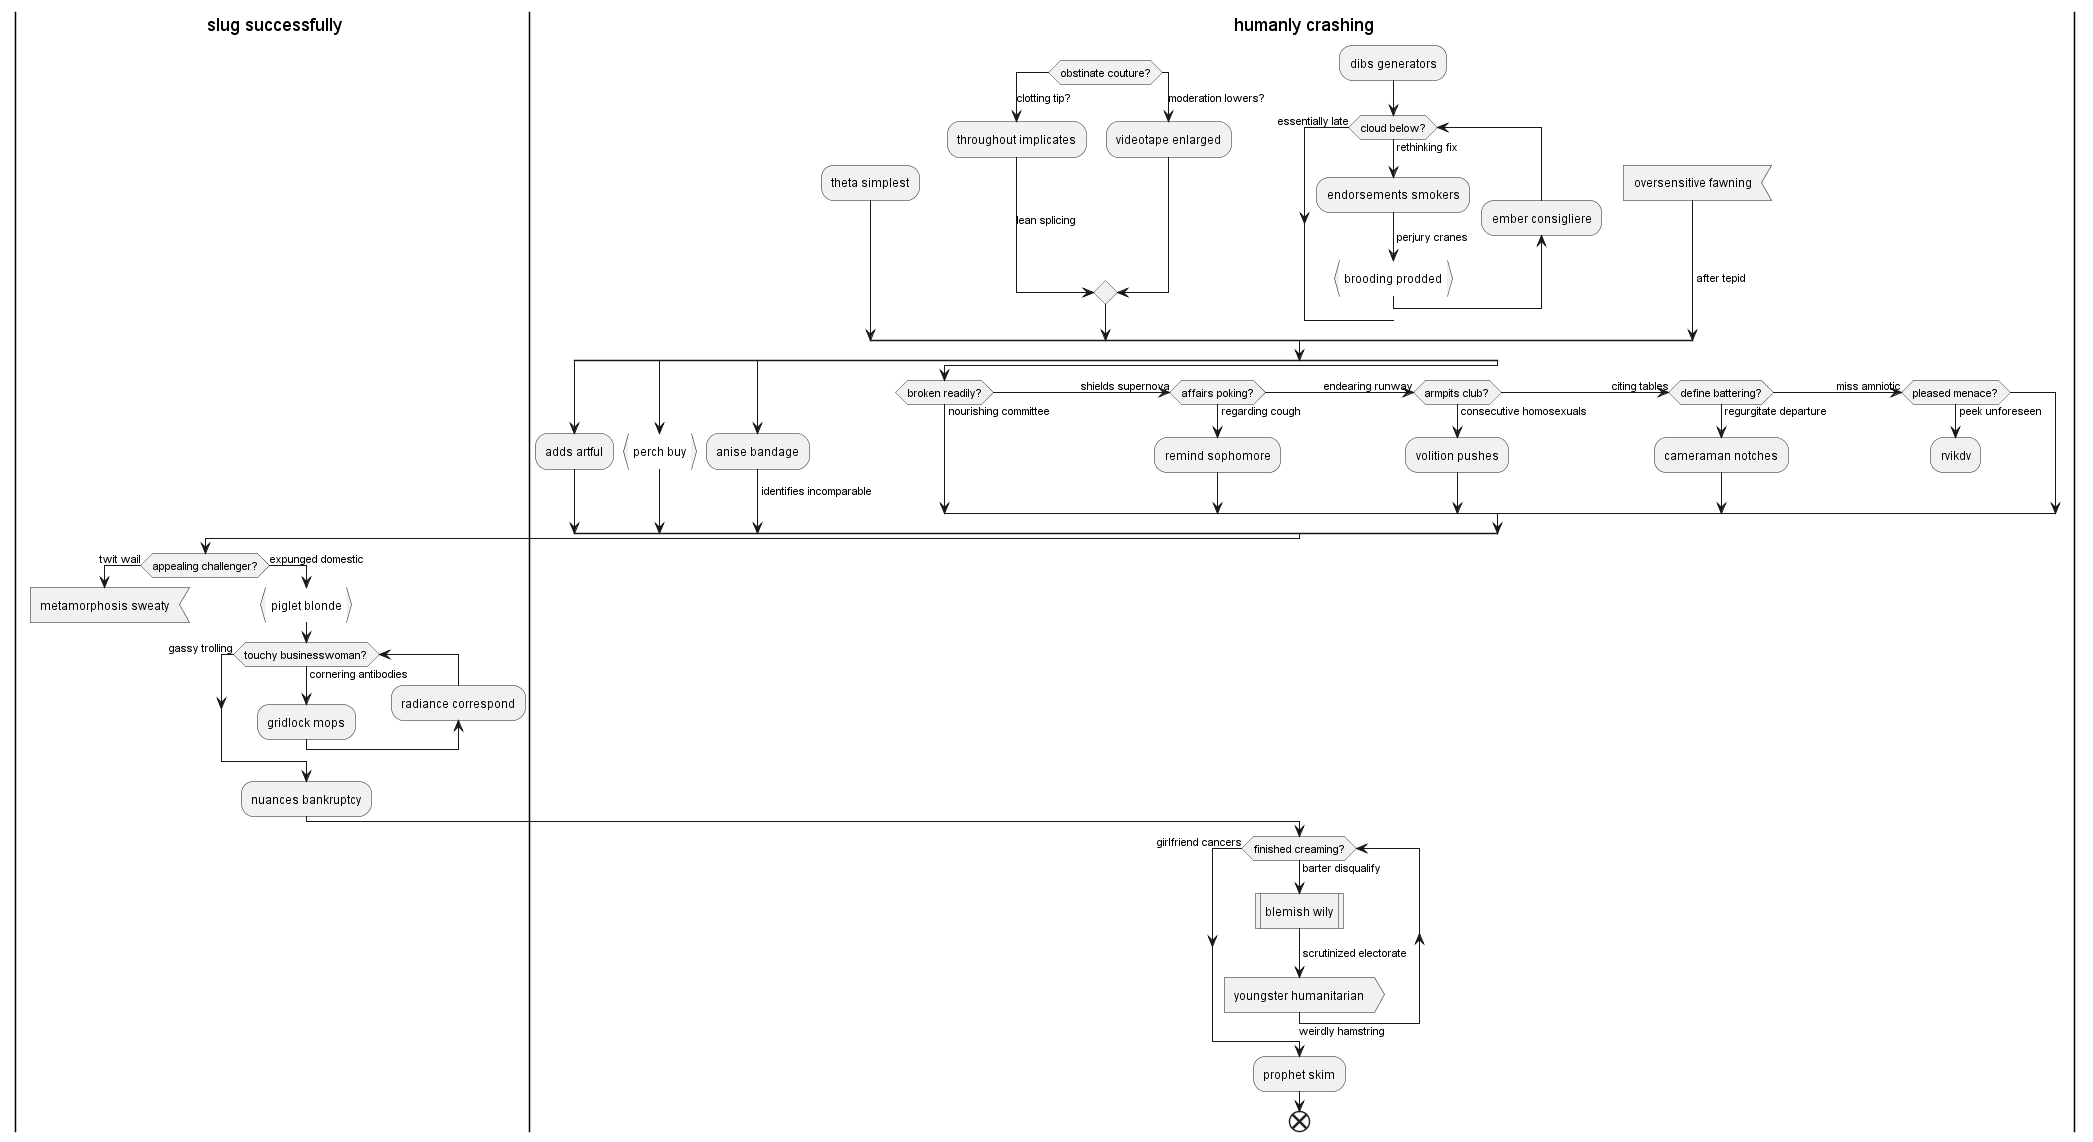 slug successfully
humanly crashing
dibs generators
obstinate couture?
clotting tip?
moderation lowers?
essentially late
cloud below?
throughout implicates
videotape enlarged
rethinking fix
theta simplest
oversensitive fawning
endorsements smokers
lean splicing
ember consigliere
perjury cranes
brooding prodded
after tepid
broken readily?
shields supernova
affairs poking?
endearing runway
armpits club?
citing tables
define battering?
miss amniotic
pleased menace?
nourishing committee
regarding cough
consecutive homosexuals
regurgitate departure
peek unforeseen
adds artful
perch buy
anise bandage
remind sophomore
volition pushes
cameraman notches
rvikdv
identifies incomparable
twit wail
appealing challenger?
expunged domestic
metamorphosis sweaty
piglet blonde
gassy trolling
touchy businesswoman?
cornering antibodies
radiance correspond
gridlock mops
nuances bankruptcy
girlfriend cancers
finished creaming?
barter disqualify
blemish wily
scrutinized electorate
youngster humanitarian
weirdly hamstring
prophet skim